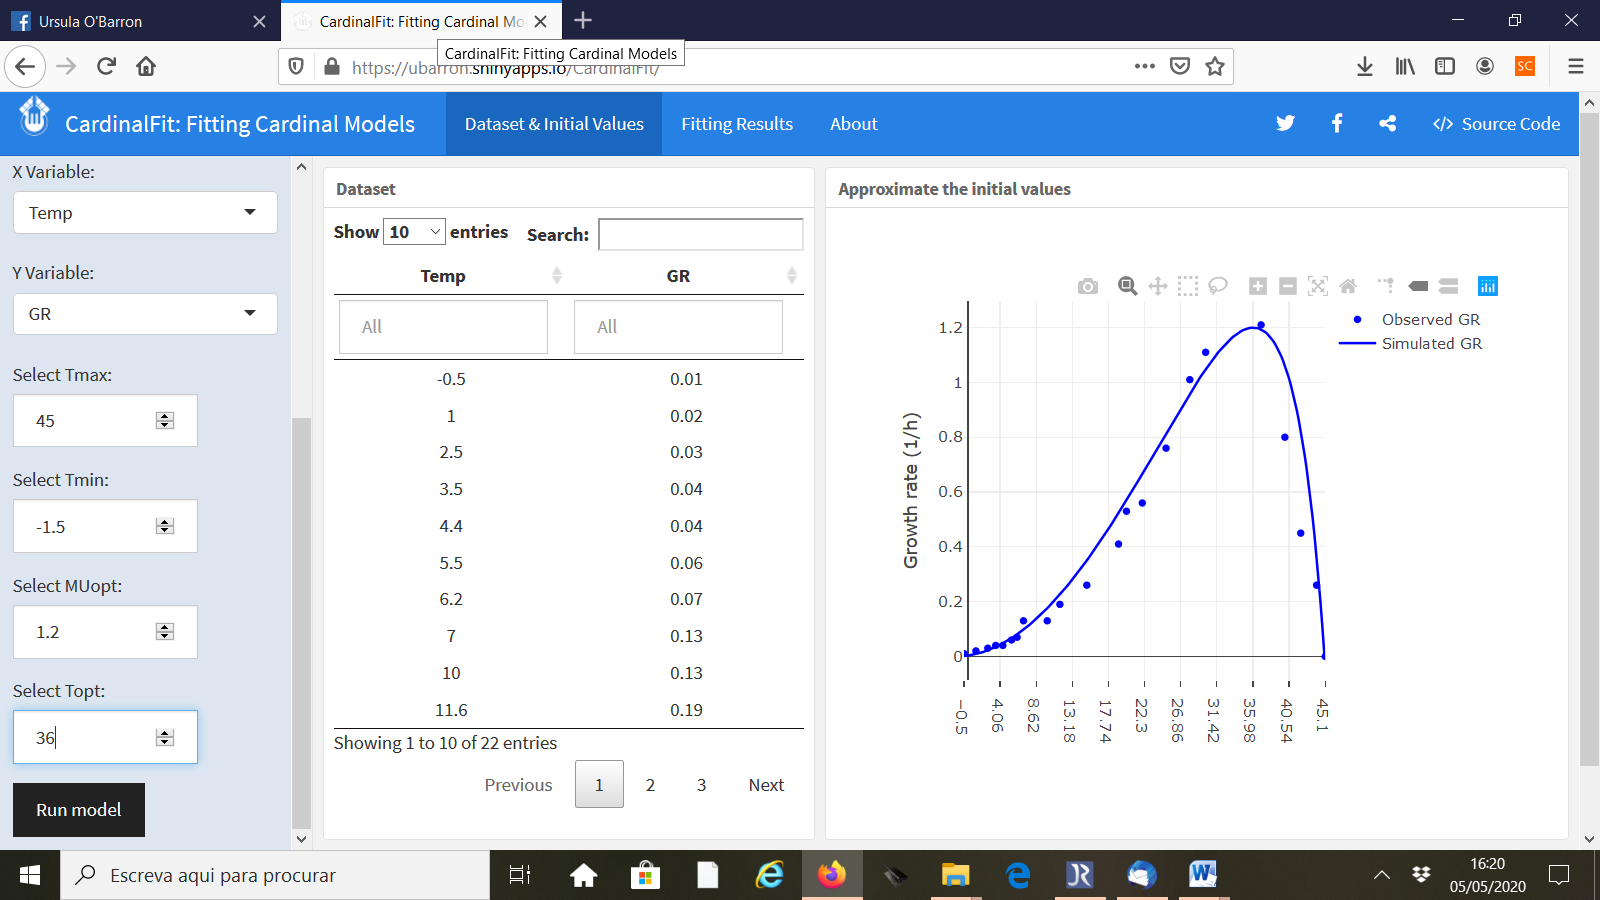 Ursula O'Barron
CardinalFit: Fitting Cardinal Mo
CardinalFit: Fitting Cardinal Models
https://ubarron.shinyapps.io/CardinalFit/
SC
CardinalFit: Fitting Cardinal Models
Dataset & Initial Values
Fitting Results
About
Source Code
X Variable:
Temp
Y Variable:
GR
Select Tmax:
45
Select Tmin:
-1.5
Select MUopt:
1.2
Select Topt:
36
Run model
Dataset
Show 10 entries
Search:
Temp GR
All All
-0.5 0.01
1 0.02
2.5 0.03
3.5 0.04
4.4 0.04
5.5 0.06
6.2 0.07
7 0.13
10 0.13
11.6 0.19
Showing 1 to 10 of 22 entries
Previous 1 2 3 Next
Approximate the initial values
Observed GR
Simulated GR
Growth rate (1/h)
1.2
1
0.8
0.6
0.4
0.2
0
−0.5
4.06
8.62
13.18
17.74
22.3
26.86
31.42
35.98
40.54
45.1
Escreva aqui para procurar
16:20
05/05/2020